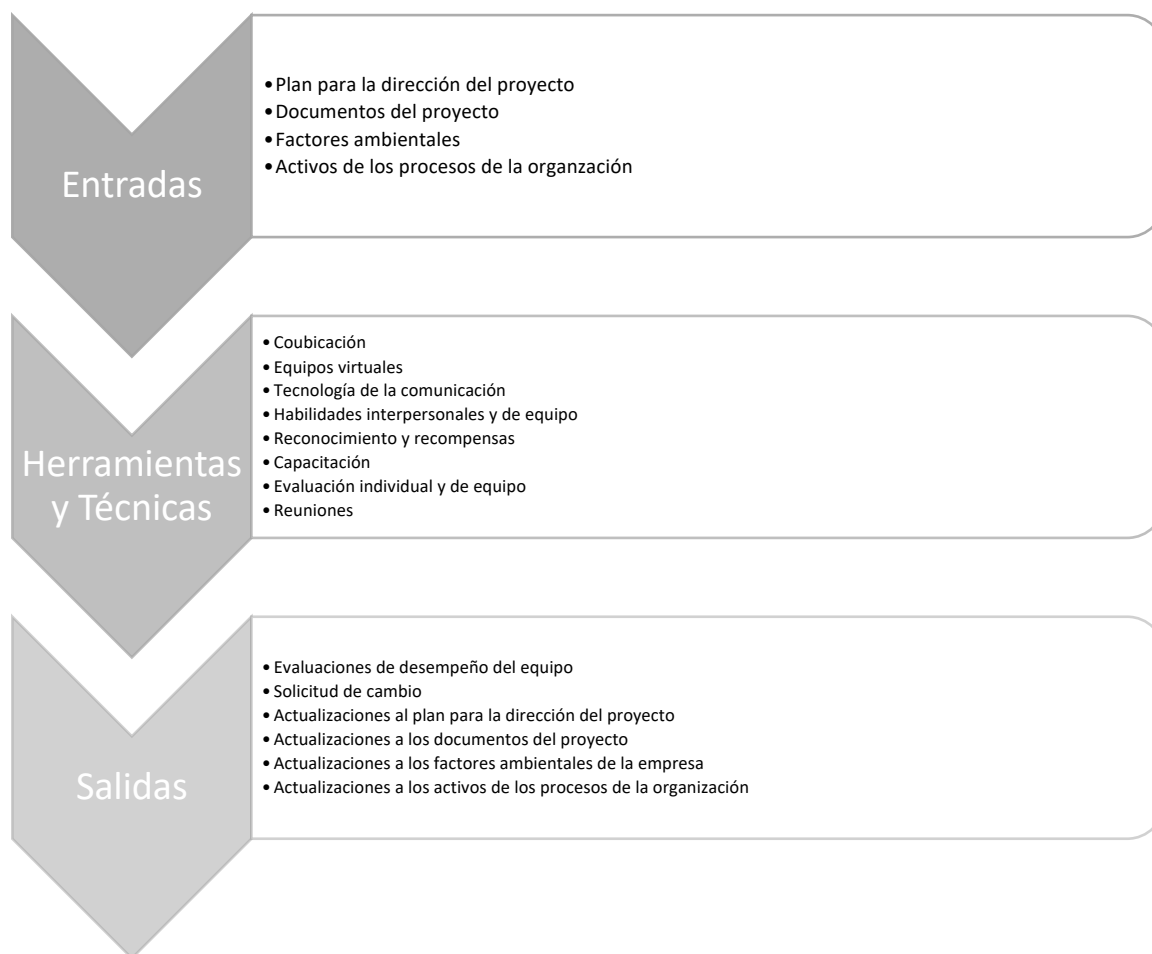 Entradas
•Plan para la dirección del proyecto
•Documentos del proyecto
•Factores ambientales
•Activos de los procesos de la organzación
Herramientas
y Técnicas
• Coubicación
• Equipos virtuales
• Tecnología de la comunicación
• Habilidades interpersonales y de equipo
• Reconocimiento y recompensas
• Capacitación
• Evaluación individual y de equipo
• Reuniones
Salidas
• Evaluaciones de desempeño del equipo
• Solicitud de cambio
• Actualizaciones al plan para la dirección del proyecto
• Actualizaciones a los documentos del proyecto
• Actualizaciones a los factores ambientales de la empresa
• Actualizaciones a los activos de los procesos de la organización